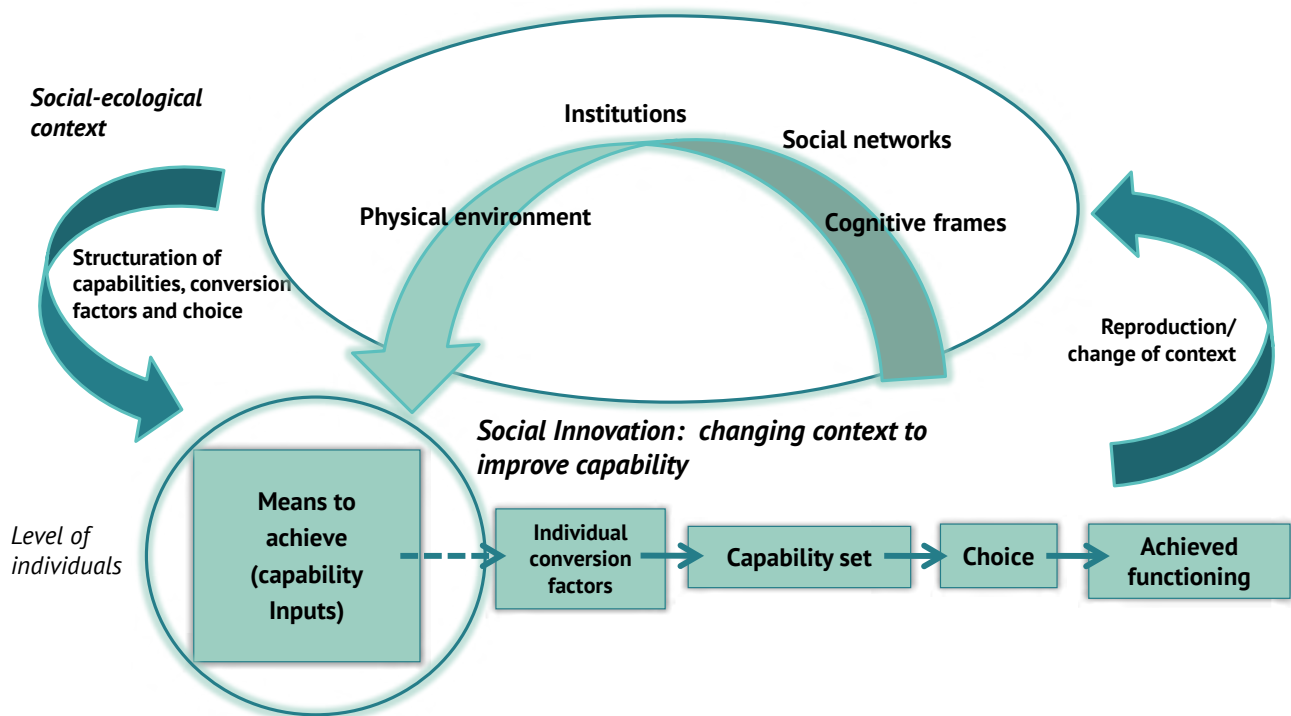 Social-ecological
context
Institutions
Social networks
Physical environment
Cognitive frames
Structuration of
capabilities, conversion
factors and choice
Reproduction/
change of context
Social Innovation: changing context to
improve capability
Level of
individuals
Means to
achieve
(capability
Inputs)
Individual
conversion
factors
Capability set
Choice
Achieved
functioning